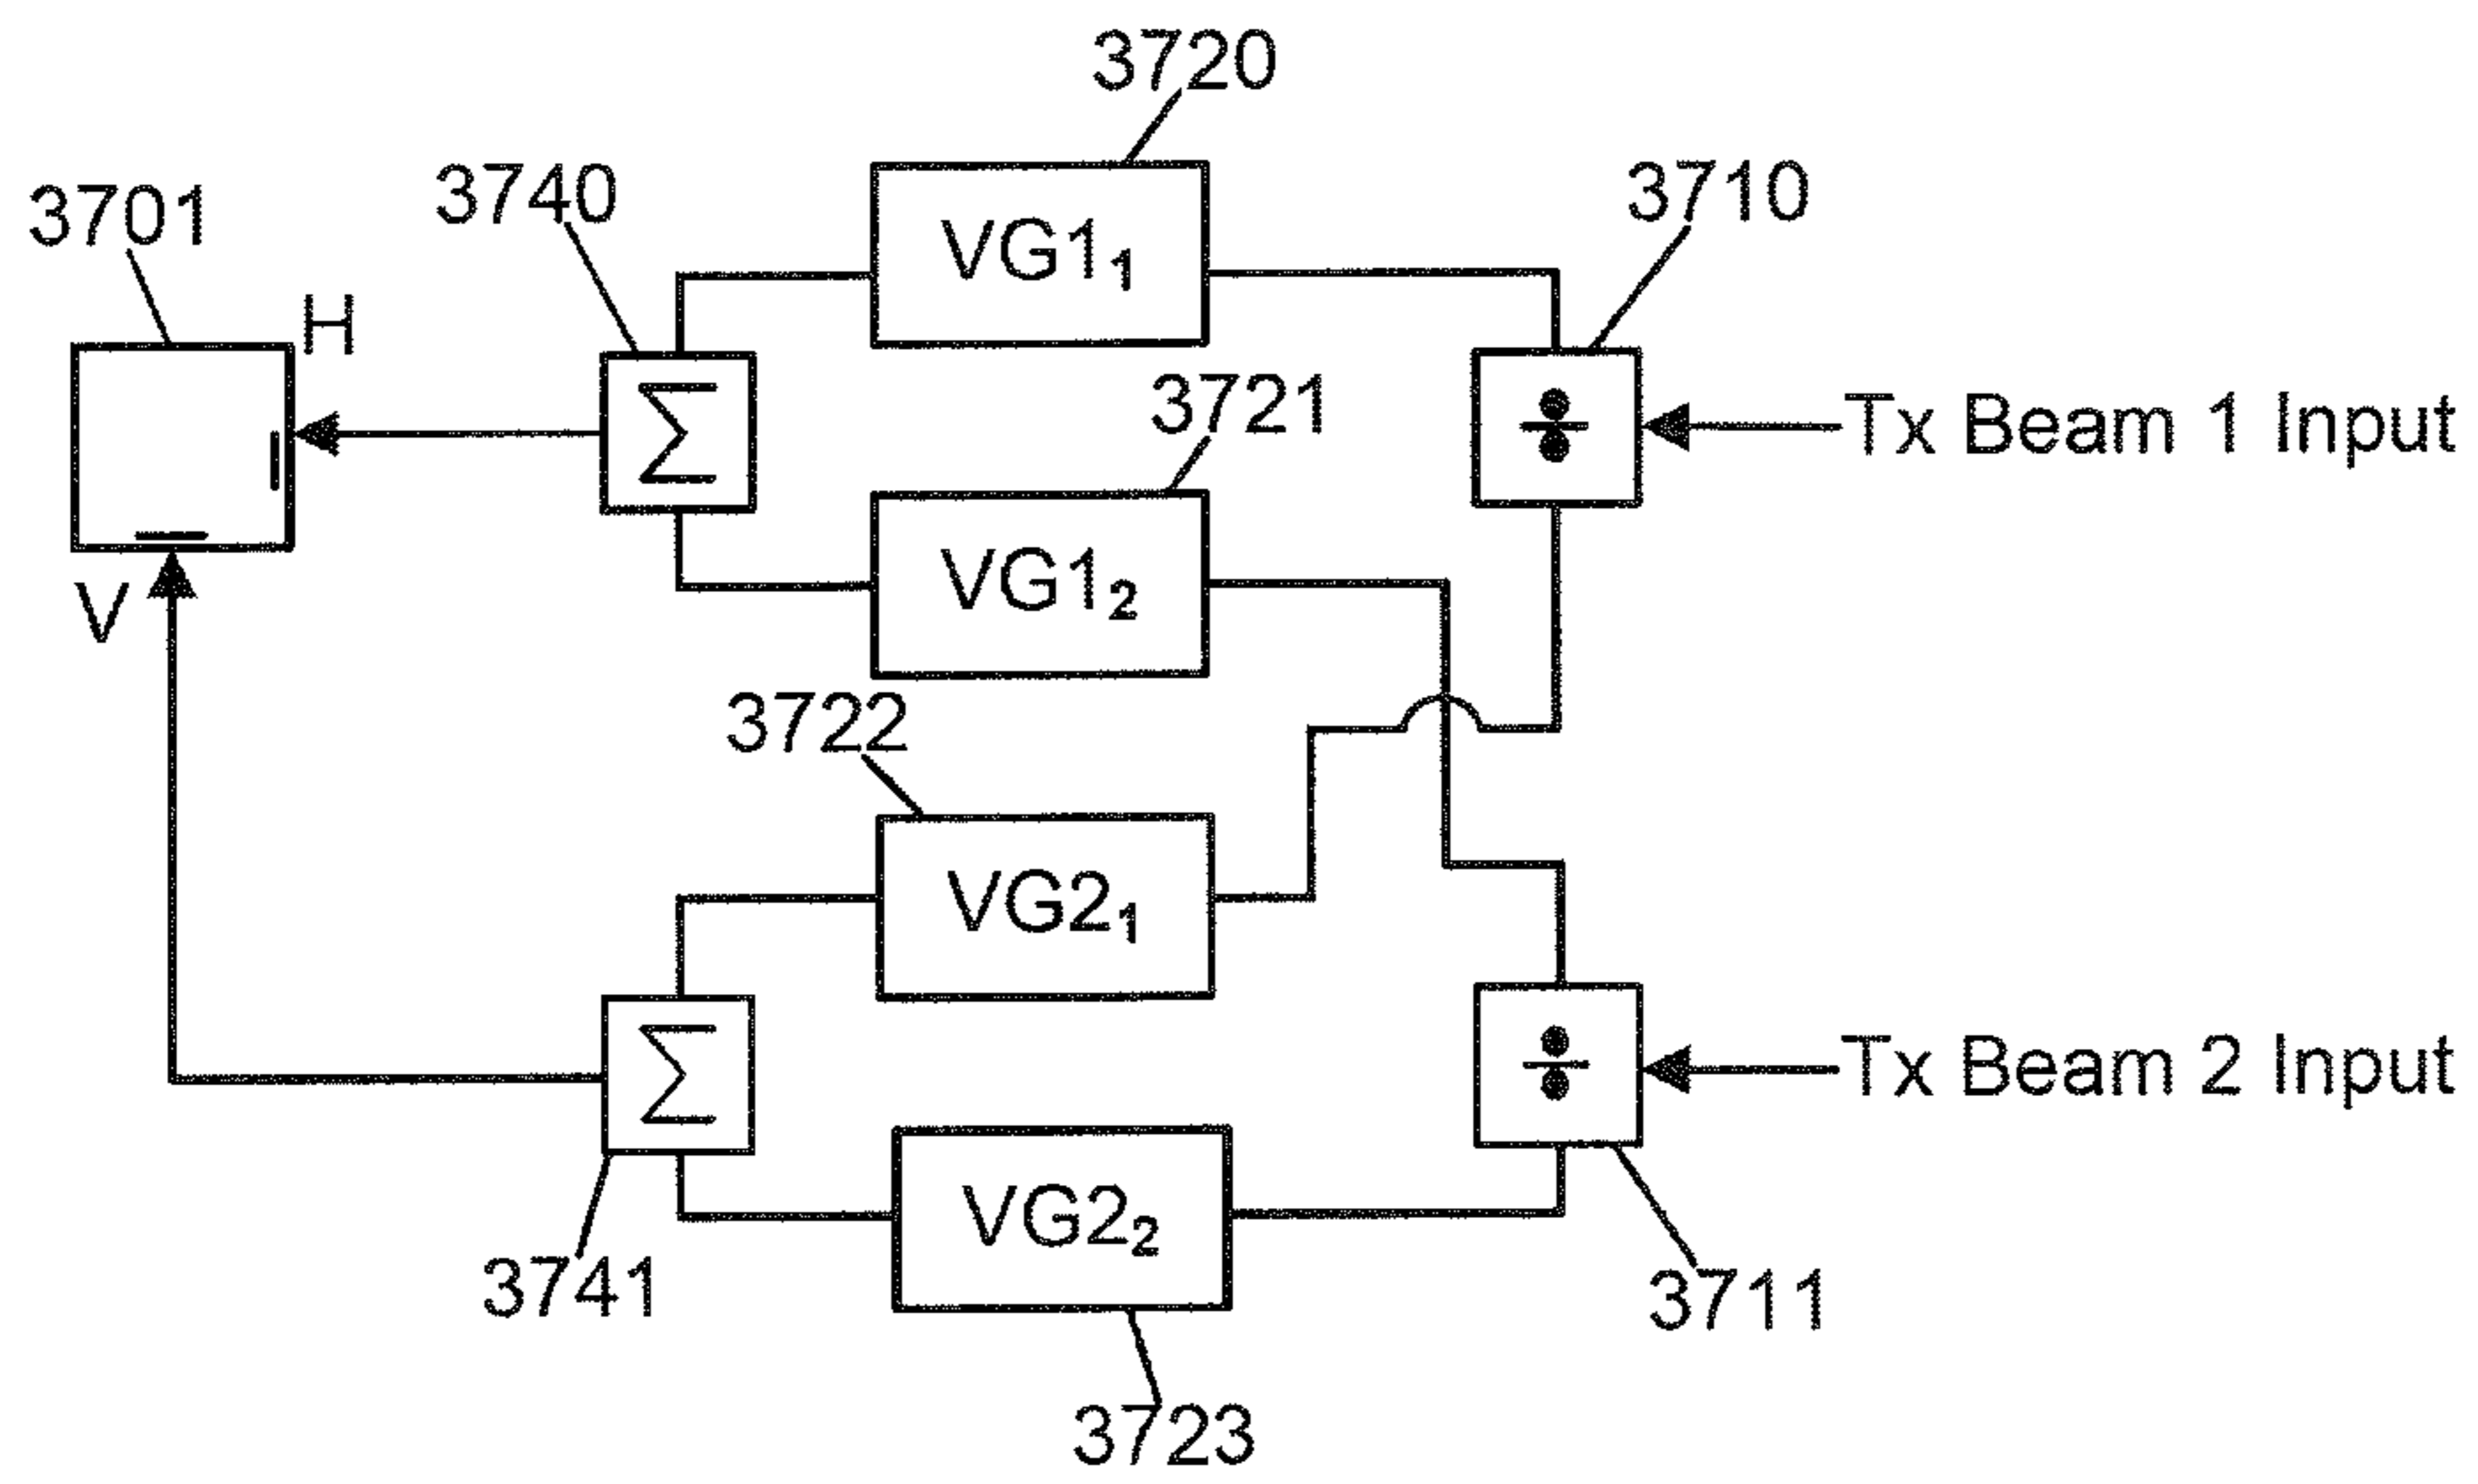 3720
3740
3710
3701
VG1₁
H
3721
Σ
÷
Tx Beam 1 Input
VG1₂
V
3722
VG2₁
Σ
÷
Tx Beam 2 Input
VG2₂
3741
3711
3723